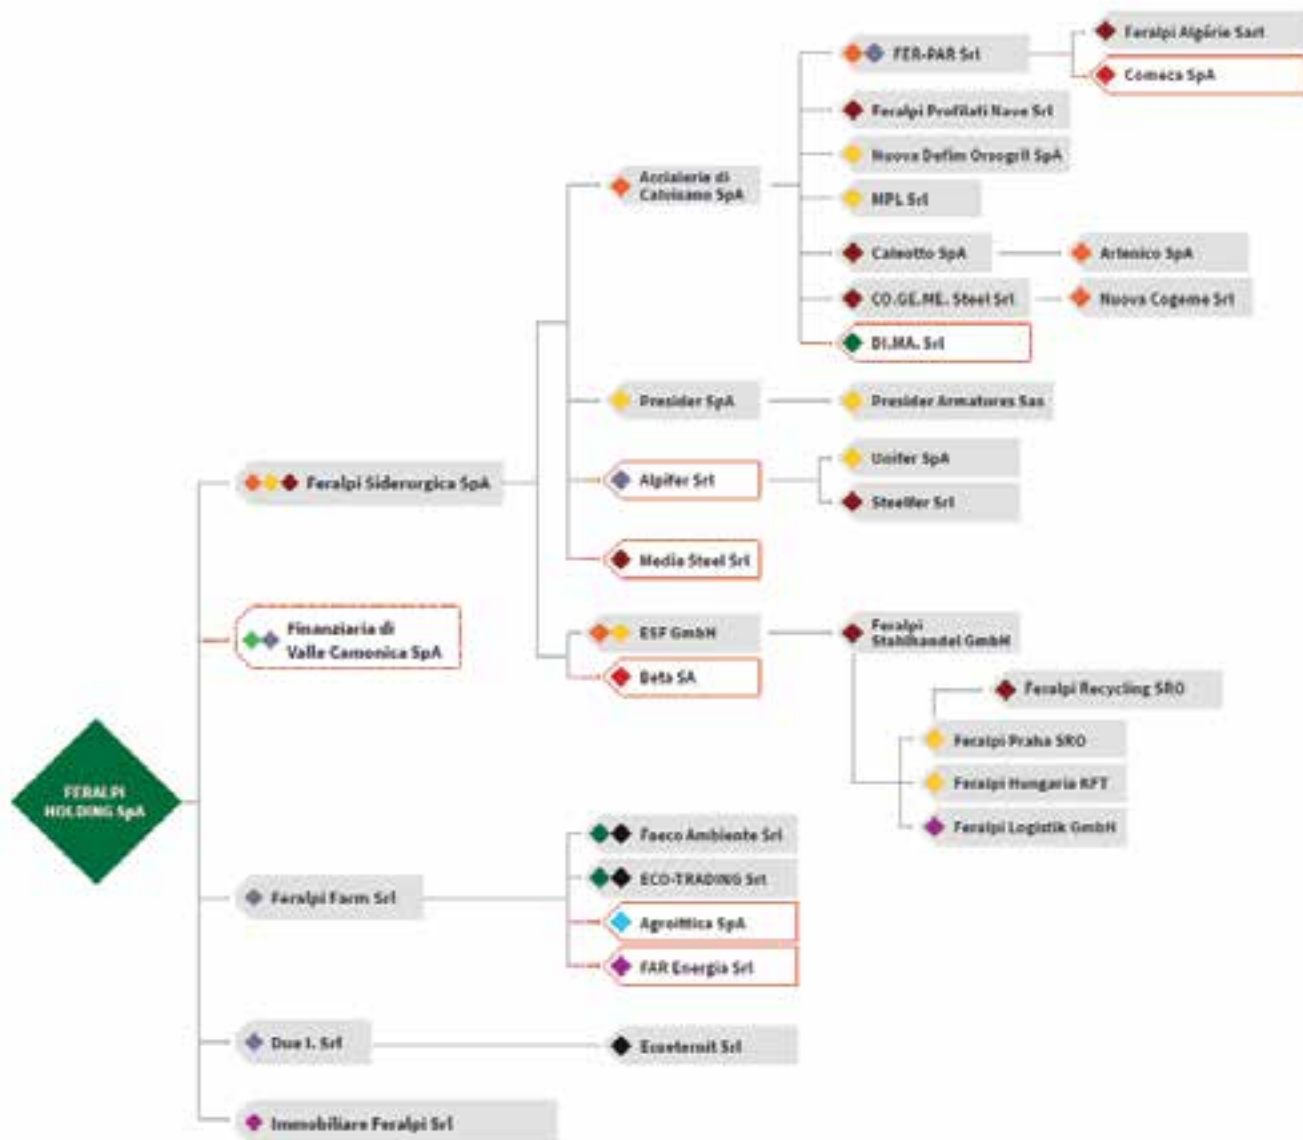 FER-PAR Srl
Feralpi Algérie Sarl
Comeca SpA
Feralpi Profilati Nave Srl
Nuova Defim Orsogril SpA
MPL Srl
Acciaierie di
Calvisano SpA
Caleotto SpA
Arlenico SpA
CO.GE.ME. Steel Srl
Nuova Cogeme Srl
DI.MA. Srl
Presider SpA
Presider Armatures Sas
Alpifer Srl
Unifer SpA
Steelfer Srl
Feralpi Siderurgica SpA
Media Steel Srl
Finanziaria di
Valle Camonica SpA
ESF GmbH
Feralpi
Stahlhandel GmbH
Beta SA
Feralpi Recycling SRO
Feralpi Praha SRO
Feralpi Hungaria KFT
Feralpi Logistik GmbH
FERALPI
HOLDING SpA
Faeco Ambiente Srl
ECO-TRADING Srl
Feralpi Farm Srl
Agroittica SpA
FAR Energia Srl
Due I. Srl
Ecoeternit Srl
Immobiliare Feralpi Srl